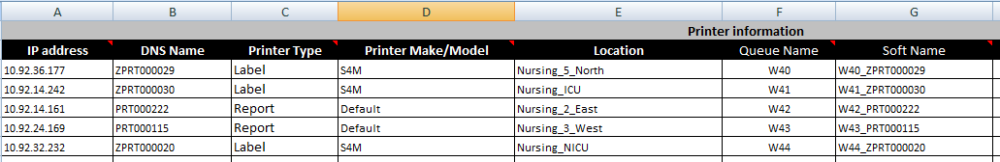 A B C D E F G
Printer information
IP address DNS Name Printer Type Printer Make/Model Location Queue Name Soft Name
10.92.36.177 ZPRT000029 Label S4M Nursing_5_North W40 W40_ZPRT000029
10.92.14.242 ZPRT000030 Label S4M Nursing_ICU W41 W41_ZPRT000030
10.92.14.161 PRT000222 Report Default Nursing_2_East W42 W42_PRT000222
10.92.24.169 PRT000115 Report Default Nursing_3_West W43 W43_PRT000115
10.92.32.232 ZPRT000020 Label S4M Nursing_NICU W44 W44_ZPRT000020